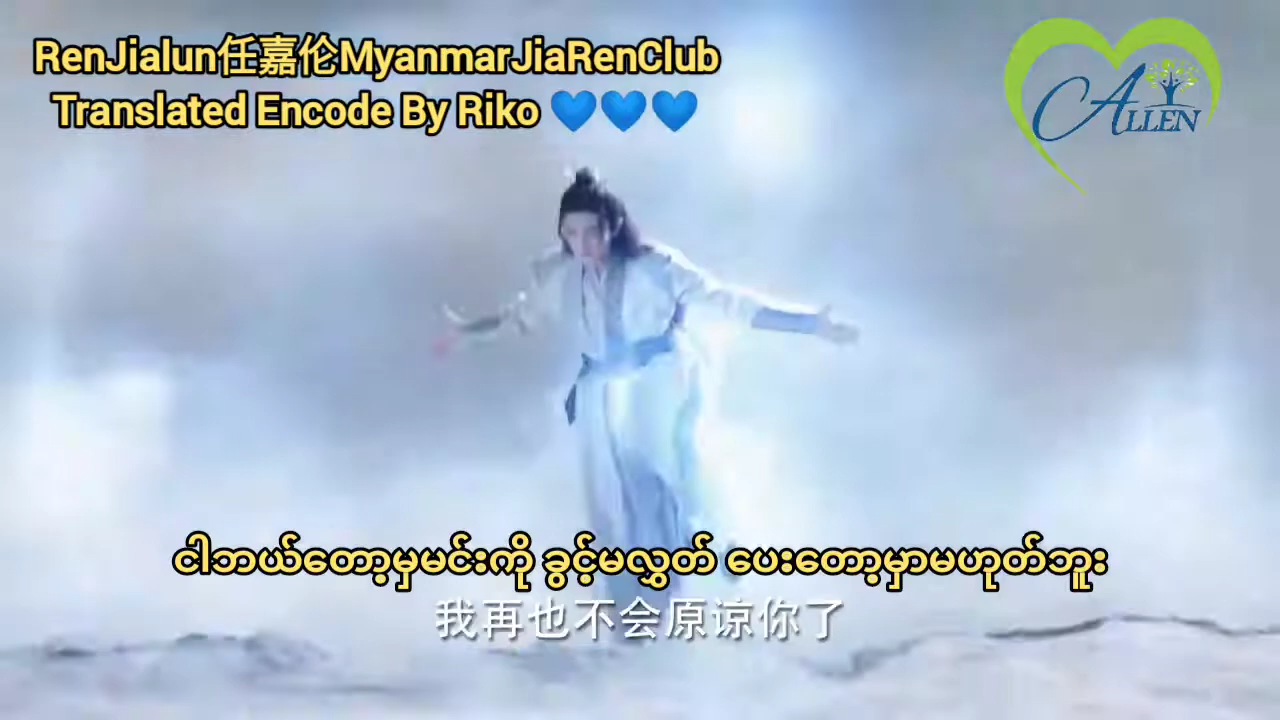 RenJialun任嘉伦MyanmarJiaRenClub
Translated Encode By Riko 💙💙💙
ALLEN
ငါဘယ်တော့မှမင်းကို ခွင့်မလွှတ် ပေးတော့မှာမဟုတ်ဘူး
我再也不会原谅你了